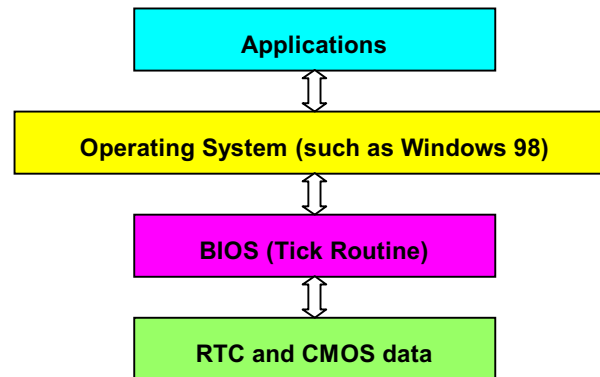 Applications
Operating System (such as Windows 98)
BIOS (Tick Routine)
RTC and CMOS data